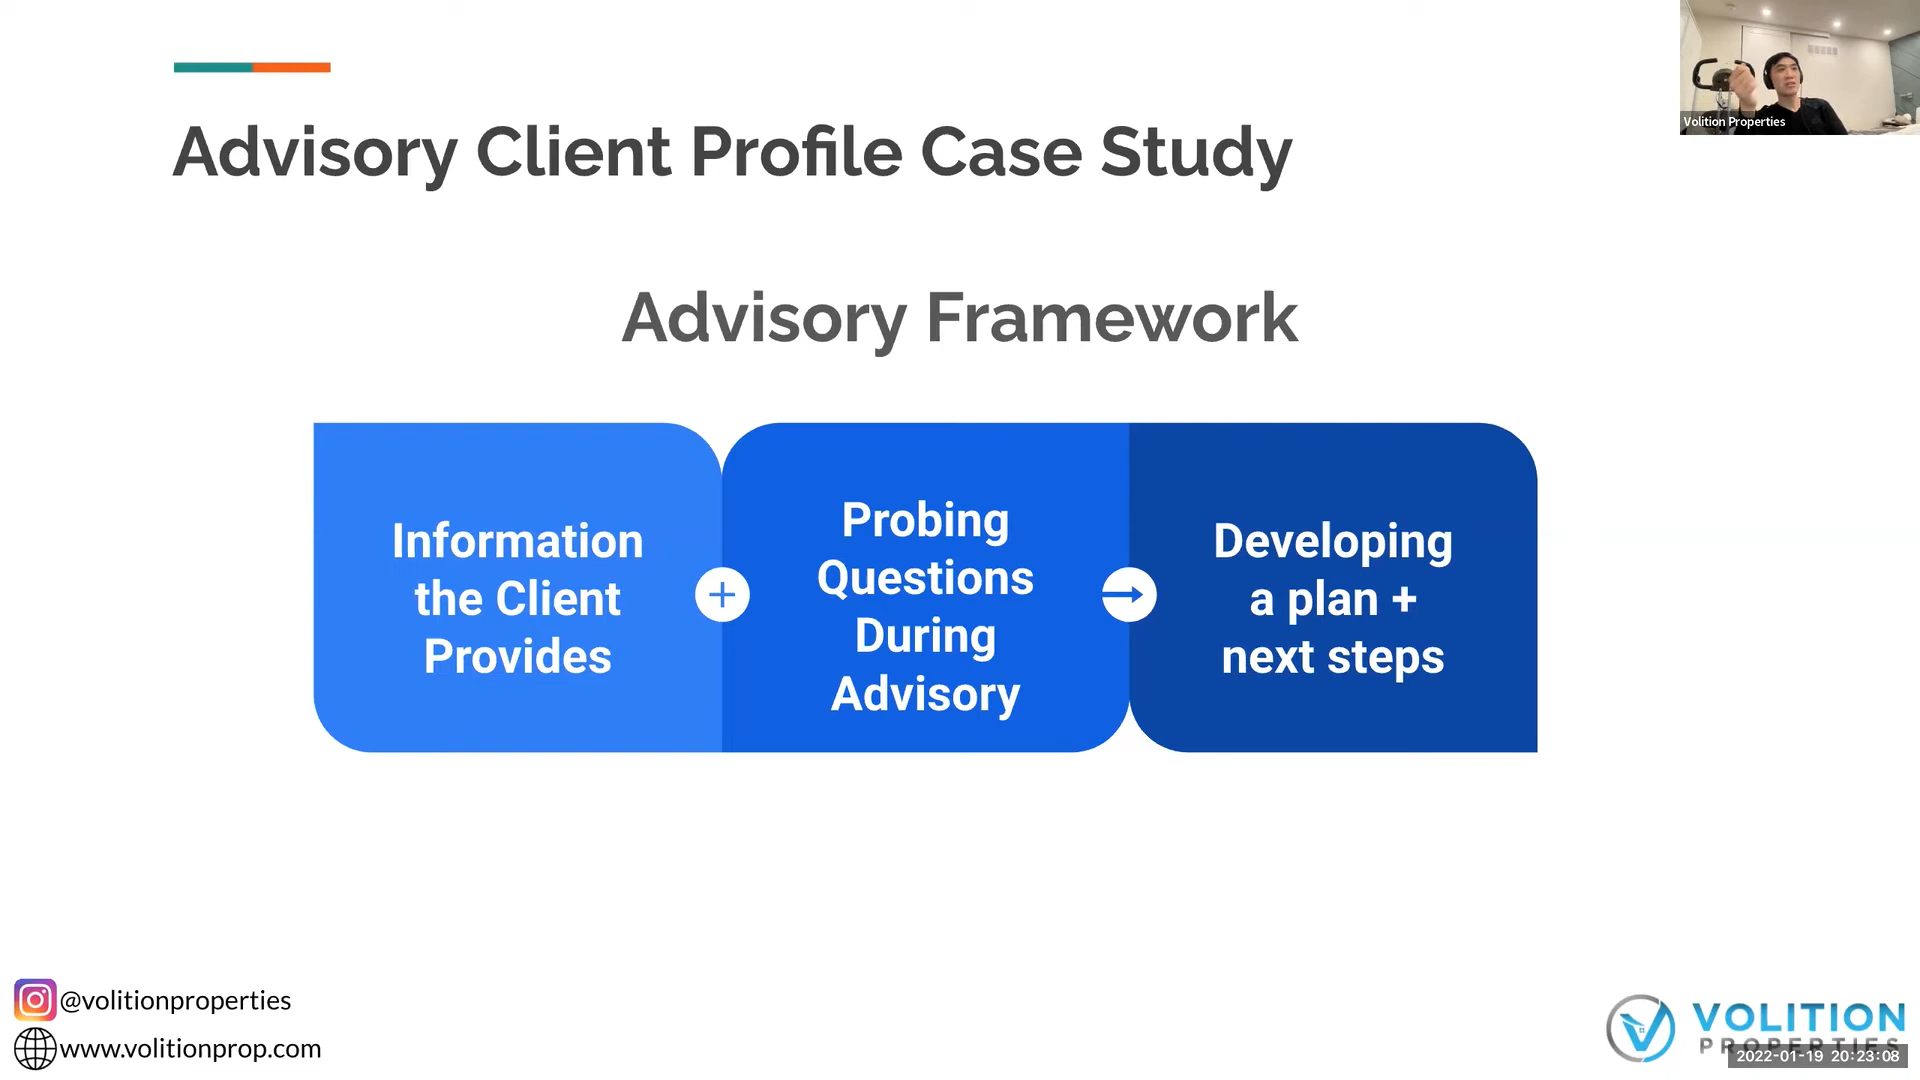 Volition Properties
Advisory Client Profile Case Study
Advisory Framework
Information
the Client
Provides
+
Probing
Questions
During
Advisory
Developing
a plan +
next steps
@volitionproperties
www.volitionprop.com
VOLITION
PROPERTIES
2022-01-19 20:23:08